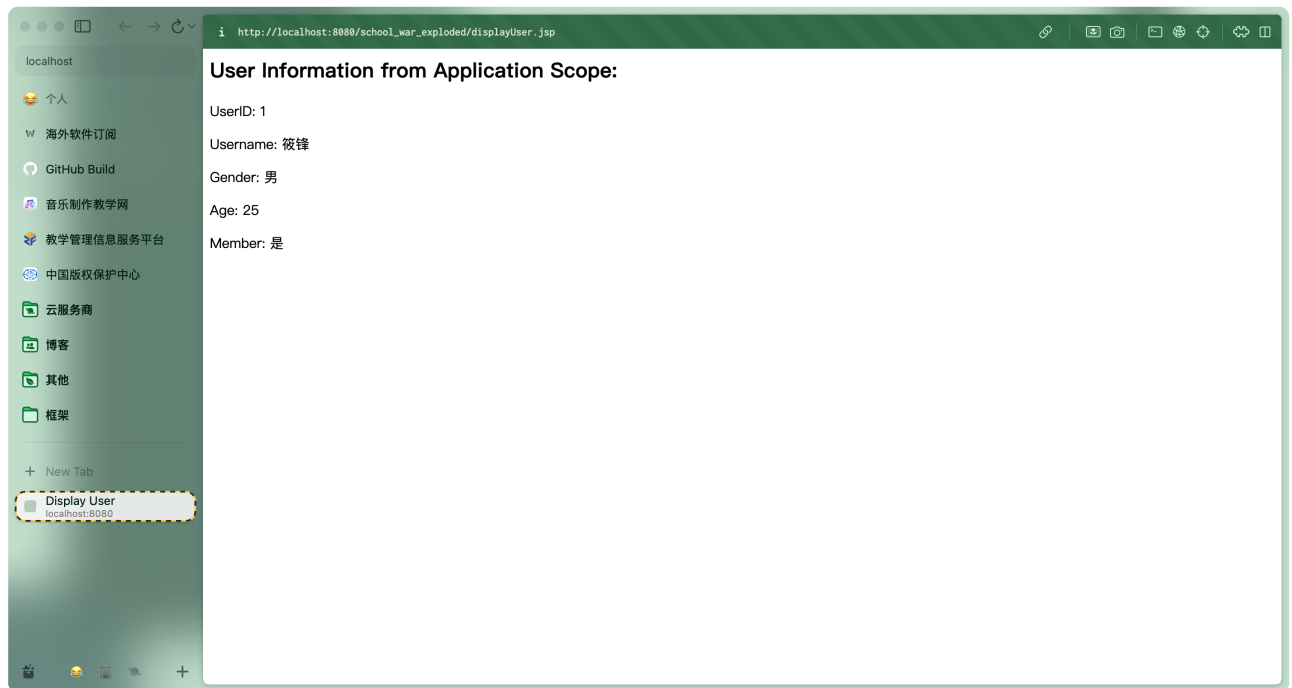 localhost
个人
海外软件订阅
GitHub Build
音乐制作教学网
教学管理信息服务平台
中国版权保护中心
云服务商
博客
其他
框架
New Tab
Display User
localhost:8080
http://localhost:8080/school_war_exploded/displayUser.jsp
User Information from Application Scope:
UserID: 1
Username: 筱锋
Gender: 男
Age: 25
Member: 是